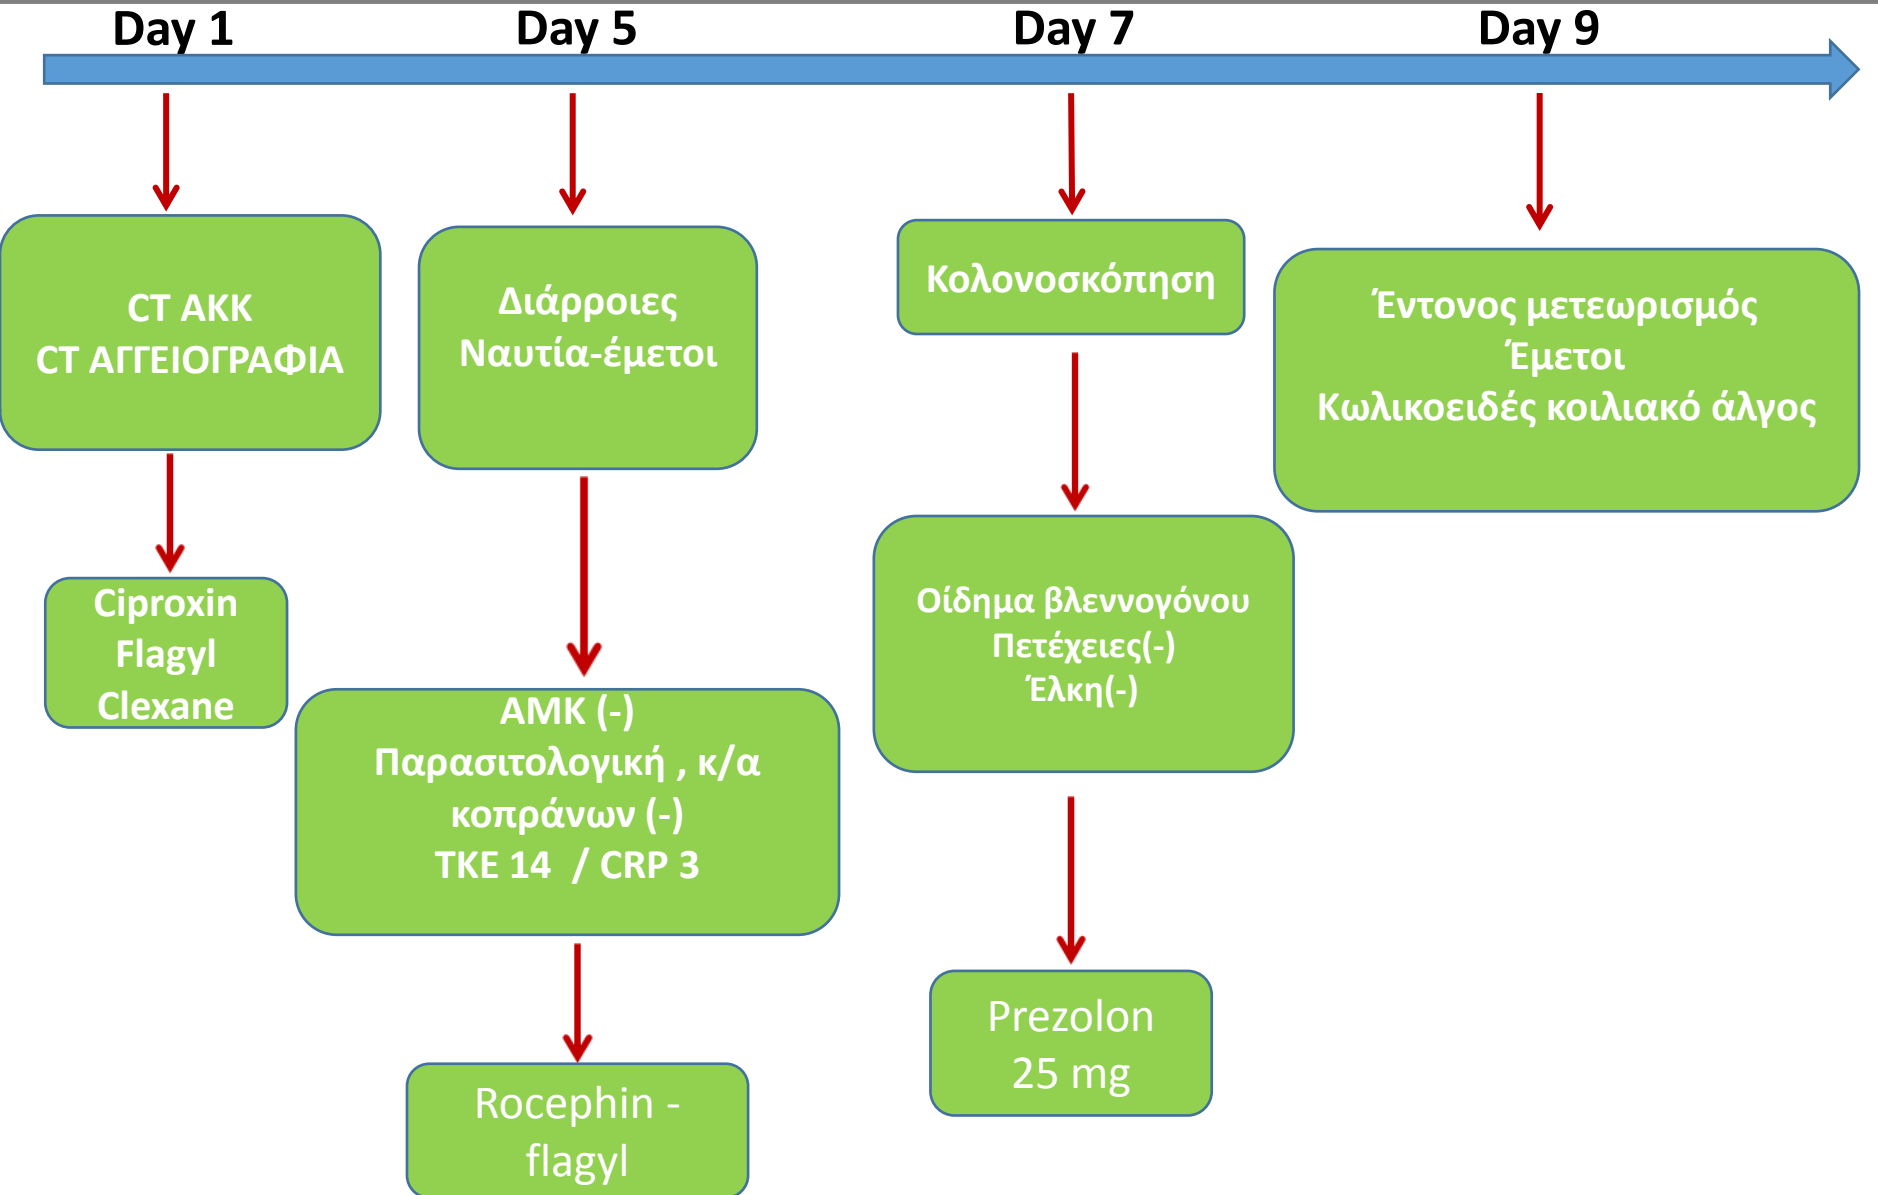 Day 1
Day 5
Day 7
Day 9
CT ΑΚΚ
CT ΑΓΓΕΙΟΓΡΑΦΙΑ
Ciproxin
Flagyl
Clexane
Διάρροιες
Ναυτία-έμετοι
ΑΜΚ (-)
Παρασιτολογική , κ/α
κοπράνων (-)
ΤΚΕ 14 / CRP 3
Rocephin -
flagyl
Κολονοσκόπηση
Οίδημα βλεννογόνου
Πετέχειες(-)
Έλκη(-)
Prezolon
25 mg
Έντονος μετεωρισμός
Έμετοι
Κωλικοειδές κοιλιακό άλγος